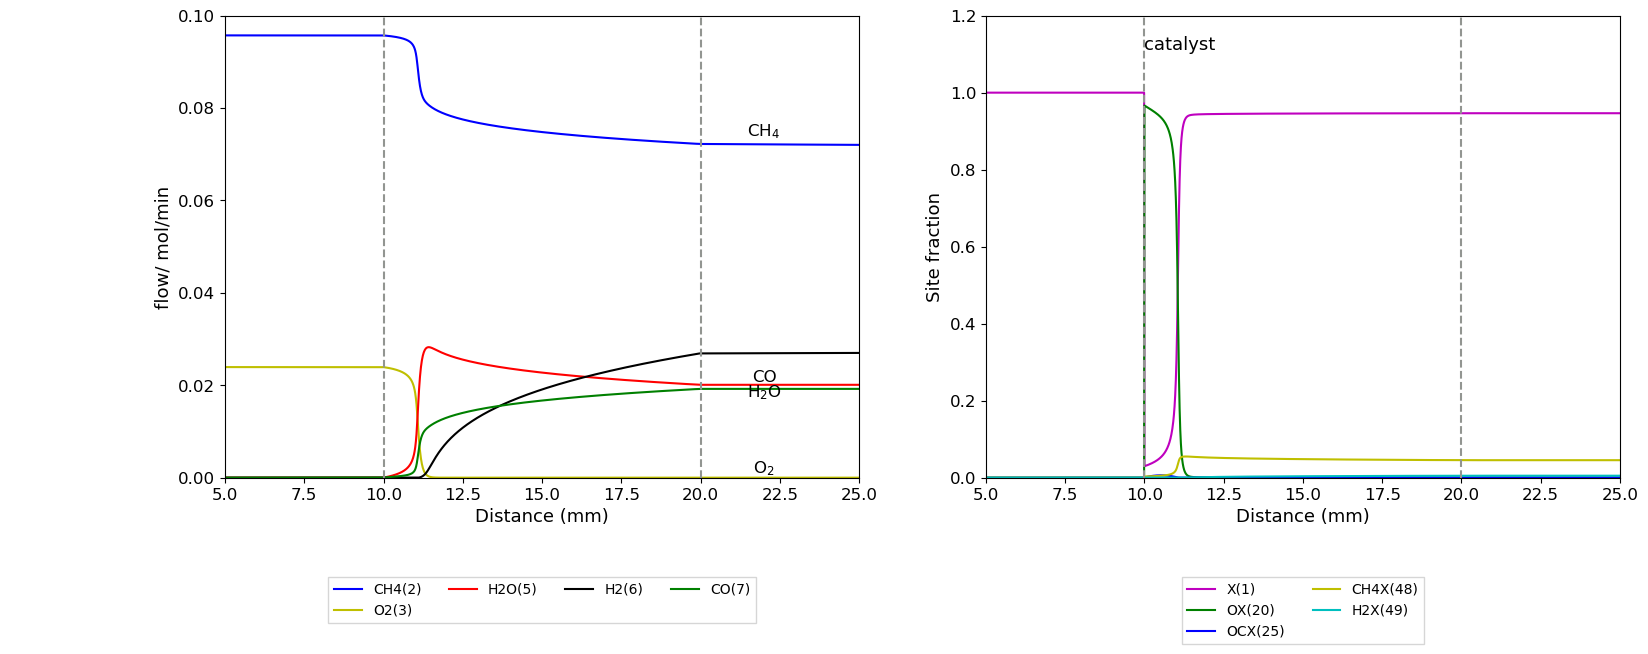 0.10
0.08
0.06
0.04
0.02
0.00
flow/ mol/min
CH₄
CO
H₂O
O₂
5.0 7.5 10.0 12.5 15.0 17.5 20.0 22.5 25.0
Distance (mm)
CH4(2) H2O(5) H2(6) CO(7)
O2(3)
1.2
1.0
0.8
0.6
0.4
0.2
0.0
Site fraction
catalyst
5.0 7.5 10.0 12.5 15.0 17.5 20.0 22.5 25.0
Distance (mm)
X(1) CH4X(48)
OX(20) H2X(49)
OCX(25)